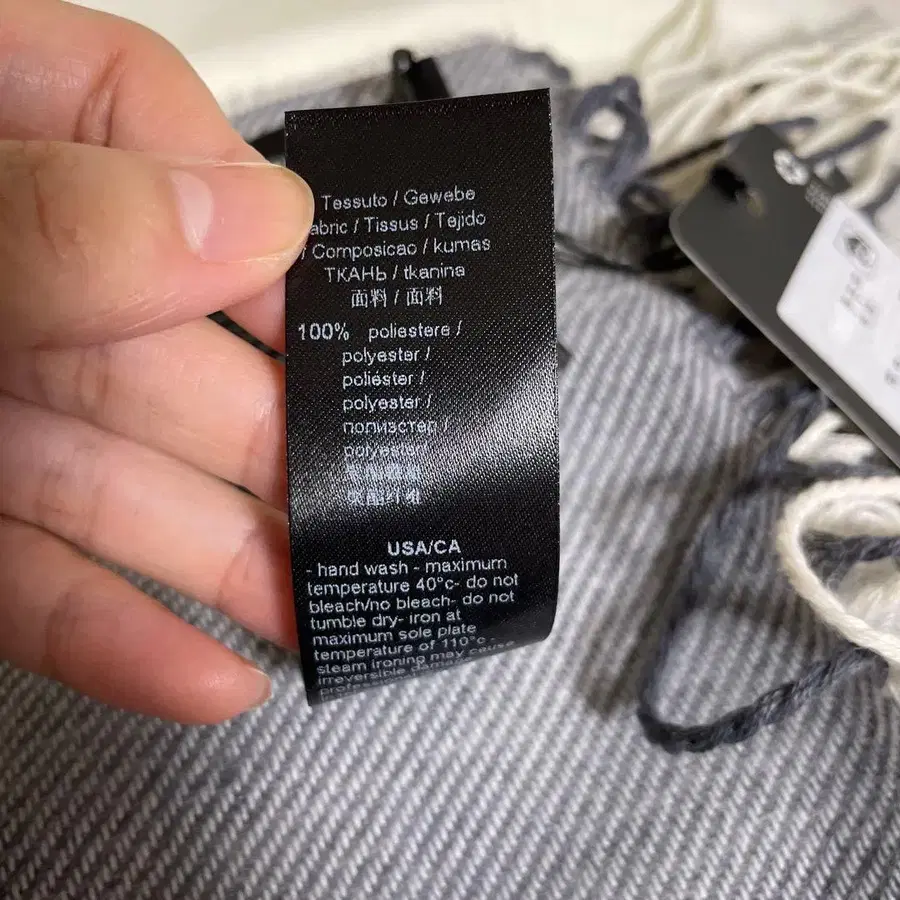 Tessuto / Gewebe
abric / Tissus / Tejido
/ Composicao / kumas
ТКАНЬ / tkanina
面料 / 面料
100% poliestere /
polyester /
poliéster /
polyester /
полиэстер /
polyester
USA/CA
- hand wash - maximum
temperature 40°c- do not
bleach/no bleach- do not
tumble dry- iron at
maximum sole plate
temperature of 110°c -
steam ironing may cause
irreversible damage